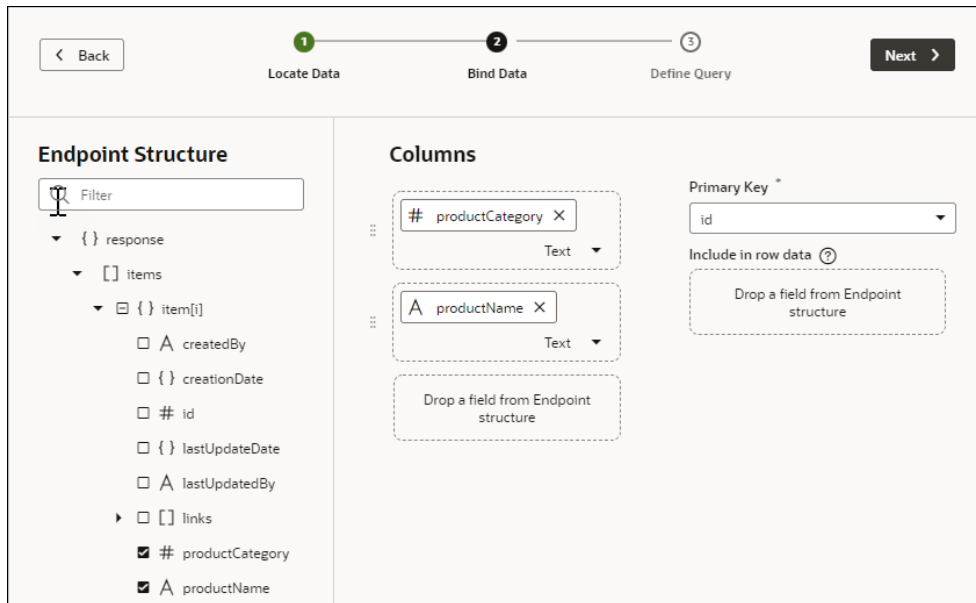 Back
1
2
3
Next
Locate Data
Bind Data
Define Query
Endpoint Structure
Filter
{ } response
[ ] items
{ } item[i]
A createdBy
{ } creationDate
# id
{ } lastUpdateDate
A lastUpdatedBy
[ ] links
# productCategory
A productName
Columns
# productCategory
Text
A productName
Text
Drop a field from Endpoint
structure
Primary Key *
id
Include in row data ?
Drop a field from Endpoint
structure